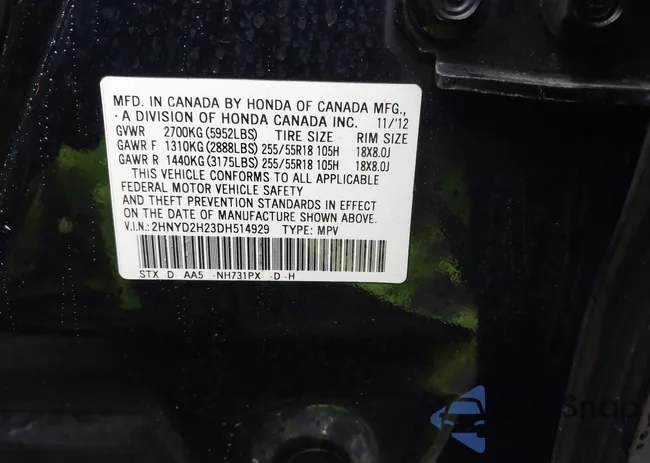 MFD. IN CANADA BY HONDA OF CANADA MFG.,
·A DIVISION OF HONDA CANADA INC. 11/'12
GVWR 2700KG(5952LBS) TIRE SIZE RIM SIZE
GAWR F 1310KG(2888LBS) 255/55R18 105H 18X8.0J
GAWR R 1440KG(3175LBS) 255/55R18 105H 18X8.0J
THIS VEHICLE CONFORMS TO ALL APPLICABLE
FEDERAL MOTOR VEHICLE SAFETY
AND THEFT PREVENTION STANDARDS IN EFFECT ON THE DATE
OF MANUFACTURE SHOWN ABOVE.
V.I.N.:2HNYD2H23DH514929 TYPE: MPV
STX D AA5 -NH731PX -D -H
Snap